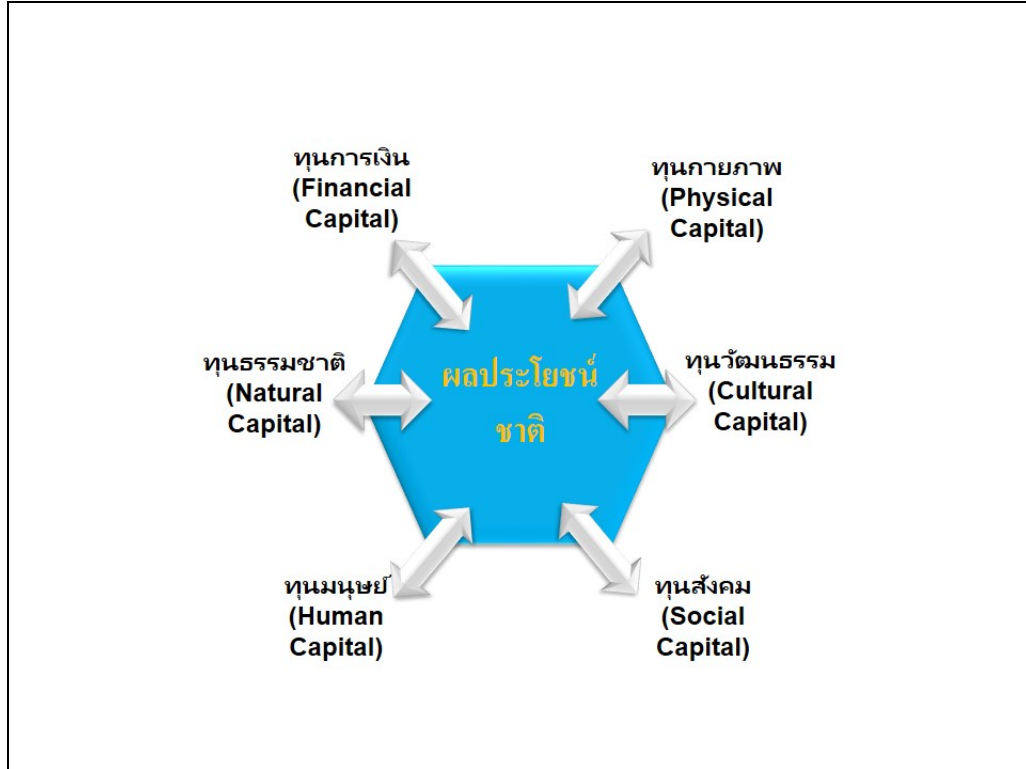 ทุนการเงิน
(Financial
Capital)
ทุนกายภาพ
(Physical
Capital)
ทุนธรรมชาติ
(Natural
Capital)
ผลประโยชน์
ชาติ
ทุนวัฒนธรรม
(Cultural
Capital)
ทุนมนุษย์
(Human
Capital)
ทุนสังคม
(Social
Capital)